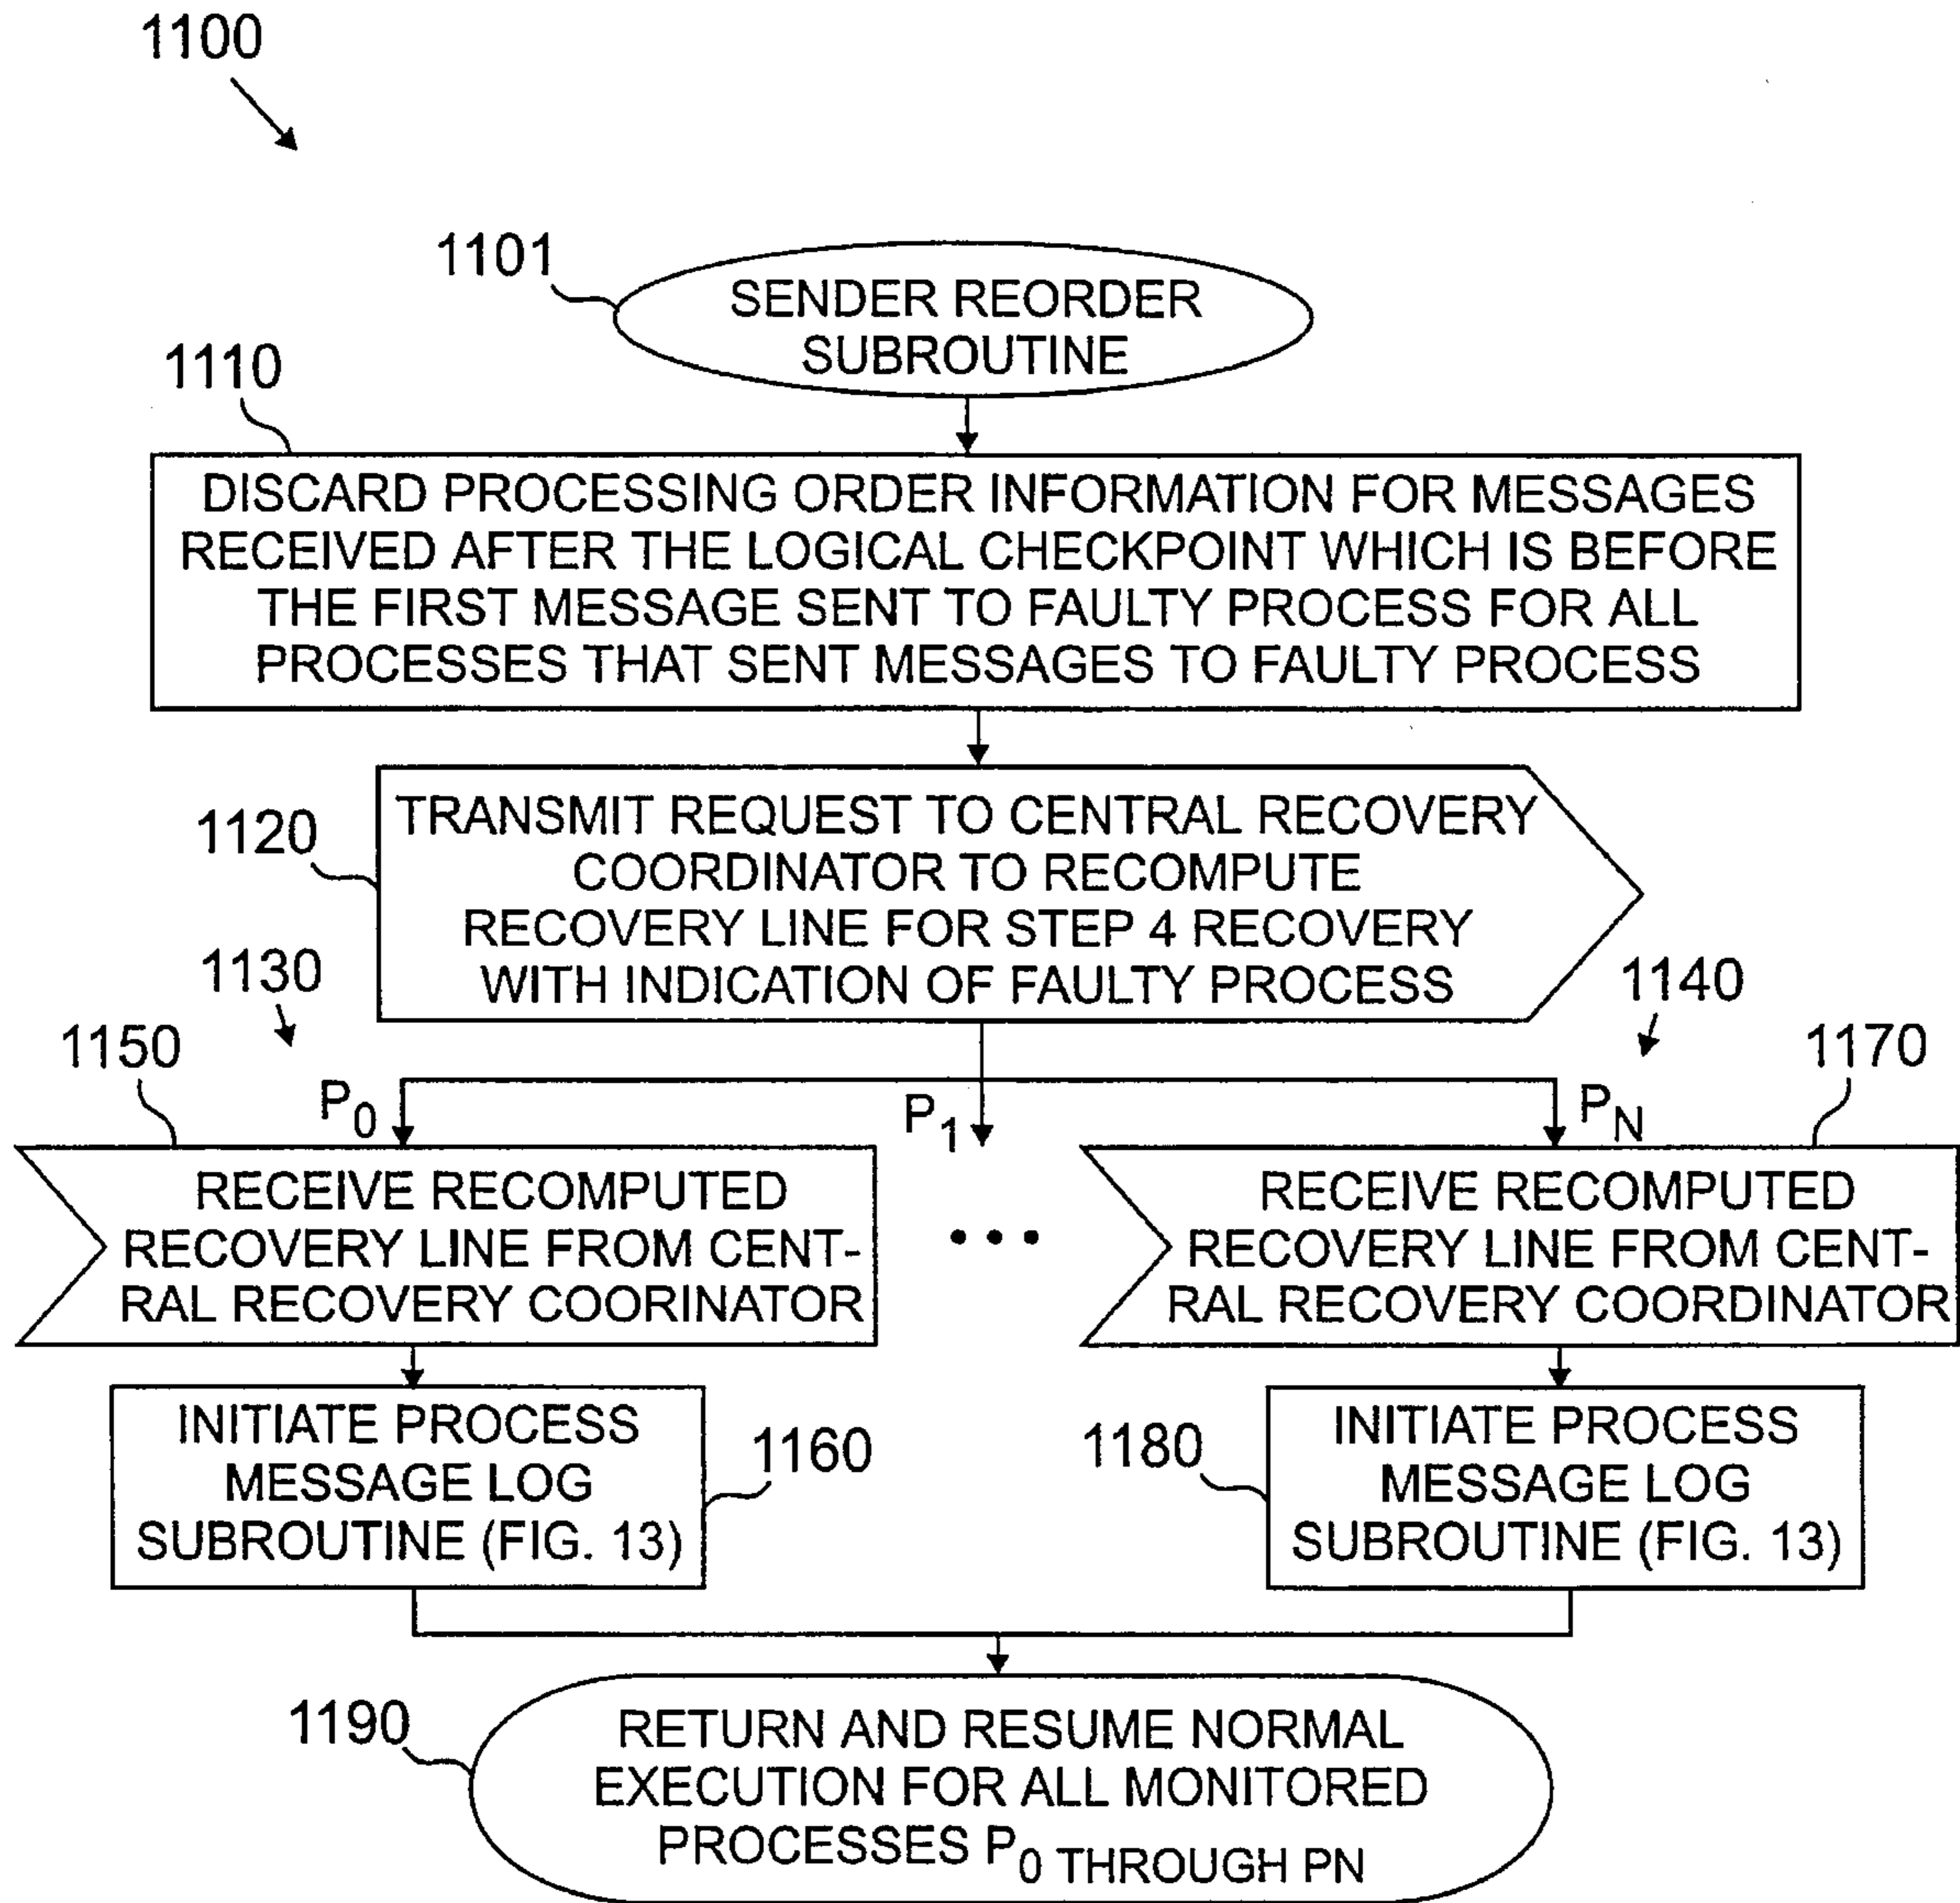 1100
1101
SENDER REORDER
SUBROUTINE
1110
DISCARD PROCESSING ORDER INFORMATION FOR MESSAGES
RECEIVED AFTER THE LOGICAL CHECKPOINT WHICH IS BEFORE
THE FIRST MESSAGE SENT TO FAULTY PROCESS FOR ALL
PROCESSES THAT SENT MESSAGES TO FAULTY PROCESS
1120
TRANSMIT REQUEST TO CENTRAL RECOVERY
COORDINATOR TO RECOMPUTE
RECOVERY LINE FOR STEP 4 RECOVERY
WITH INDICATION OF FAULTY PROCESS
1130
1140
1150
1170
P0
P1
PN
RECEIVE RECOMPUTED
RECOVERY LINE FROM CENT-
RAL RECOVERY COORINATOR
• • •
RECEIVE RECOMPUTED
RECOVERY LINE FROM CENT-
RAL RECOVERY COORDINATOR
INITIATE PROCESS
MESSAGE LOG
SUBROUTINE (FIG. 13)
1160
1180
INITIATE PROCESS
MESSAGE LOG
SUBROUTINE (FIG. 13)
1190
RETURN AND RESUME NORMAL
EXECUTION FOR ALL MONITORED
PROCESSES P0 THROUGH PN